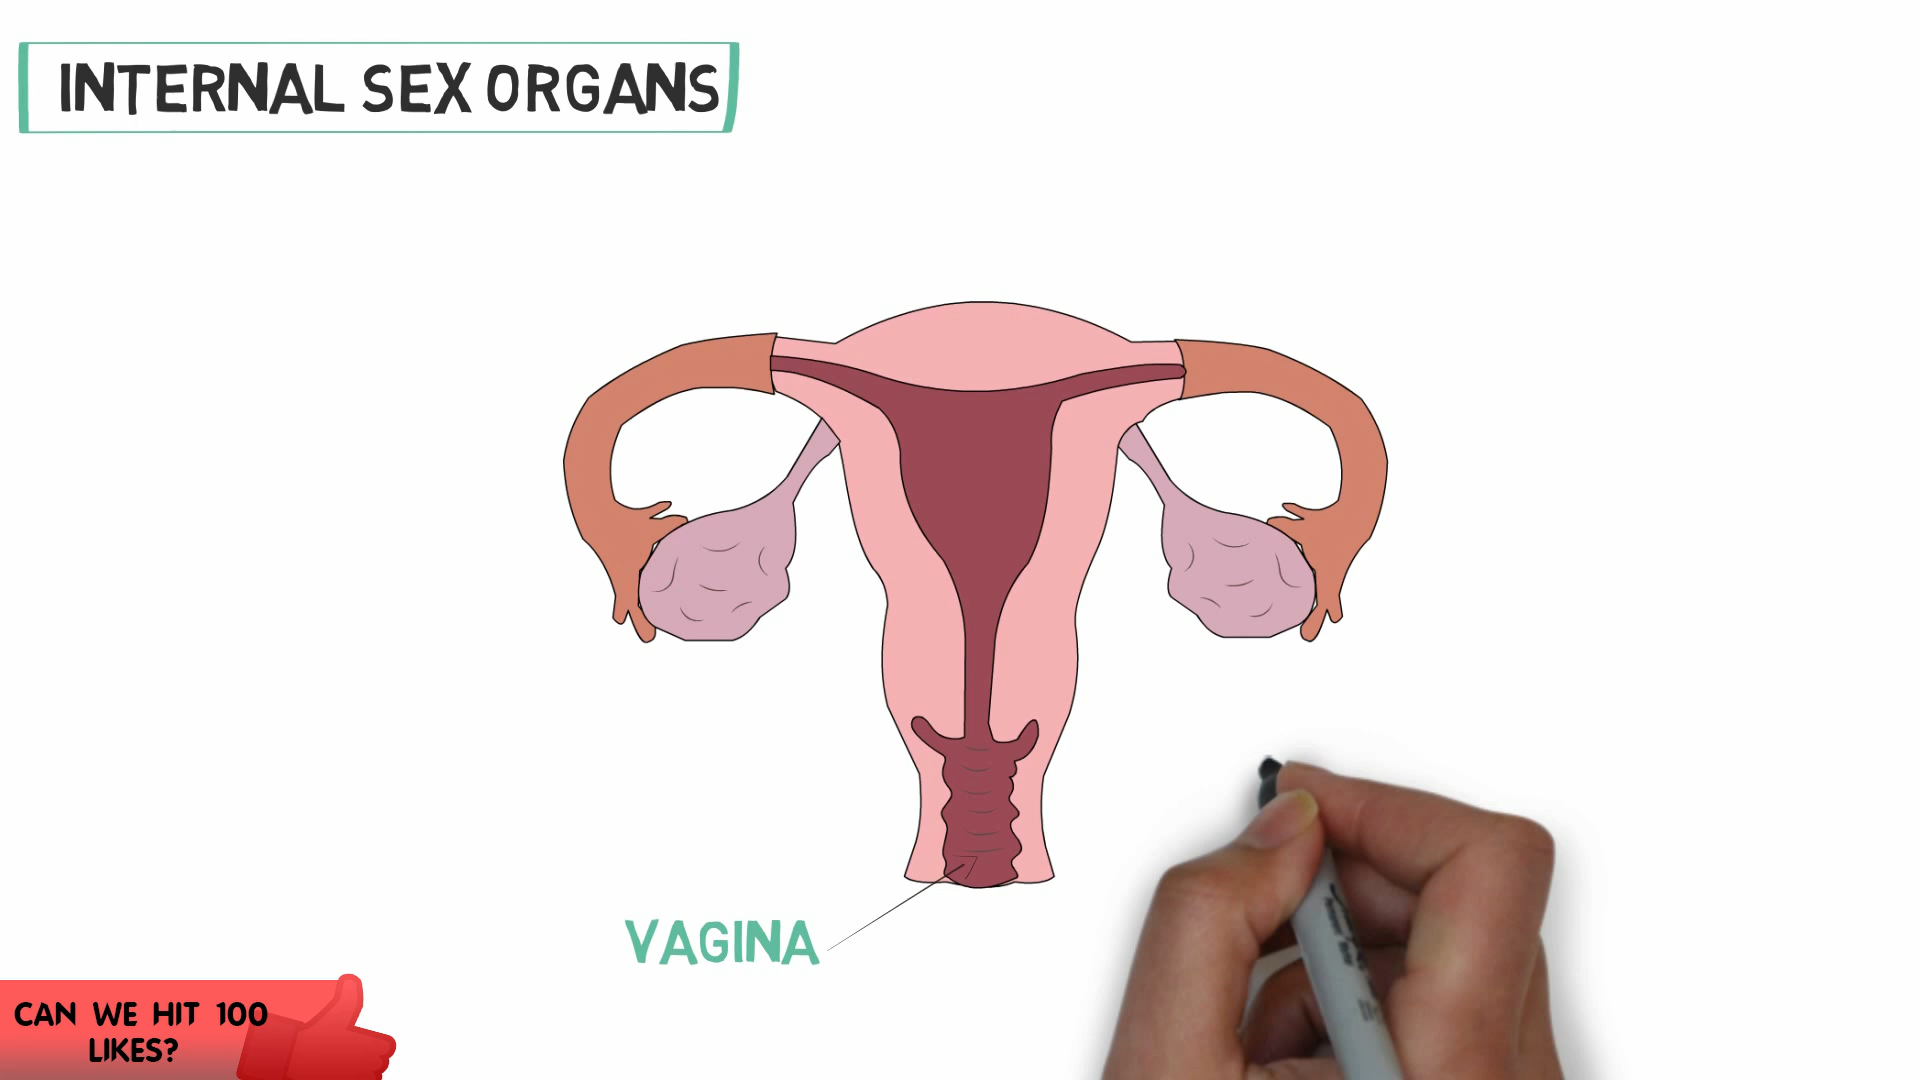 INTERNAL SEX ORGANS
VAGINA
CAN WE HIT 100
LIKES?